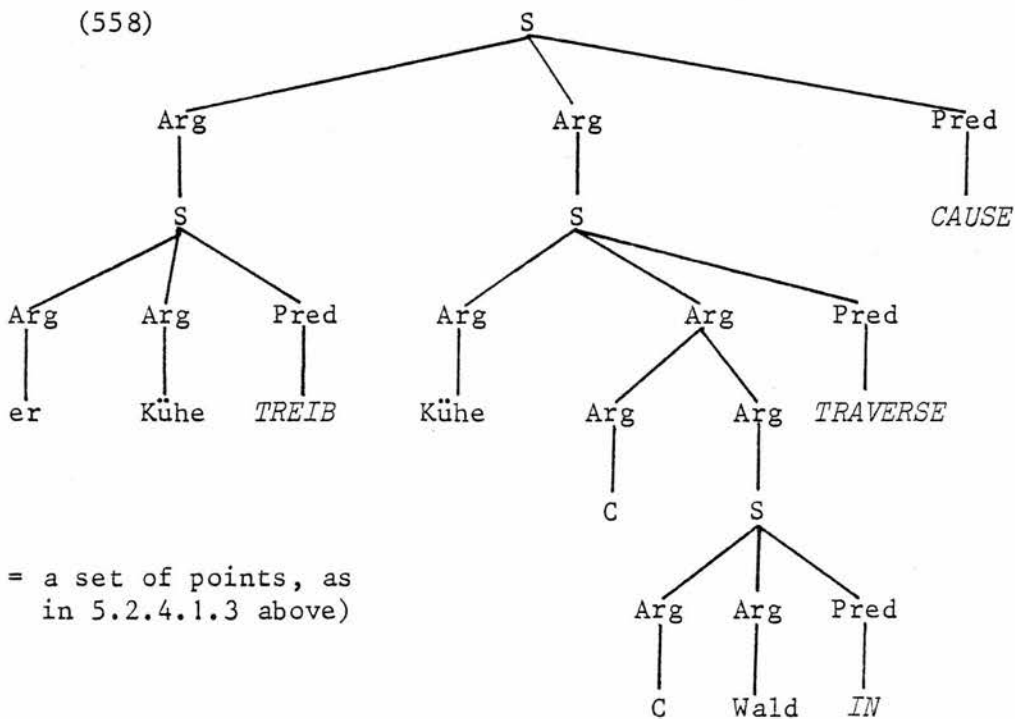 (558)
S
Arg Arg Pred
S S CAUSE
Arg Arg Pred Arg Arg Pred
er Kühe TREIB Kühe Arg Arg TRAVERSE
C S
= a set of points, as
in 5.2.4.1.3 above)
Arg Arg Pred
C Wald IN